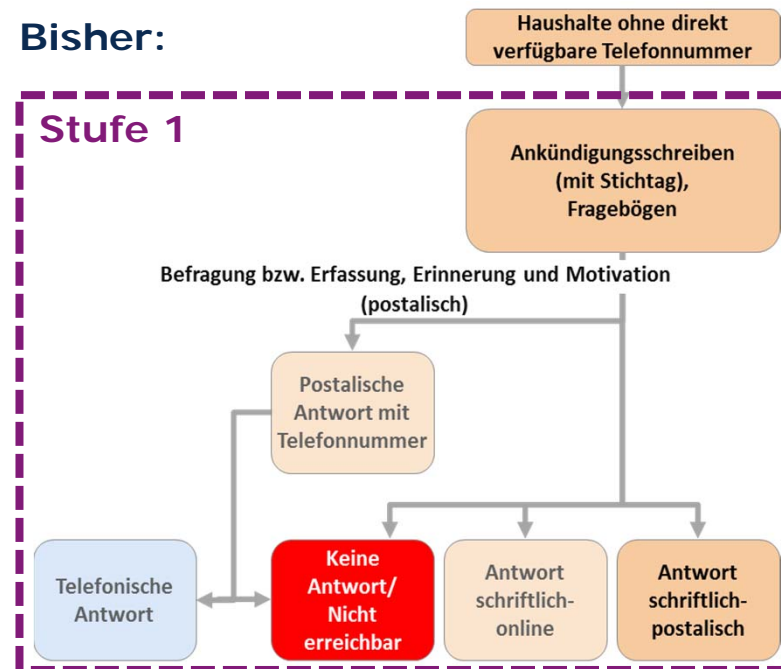 Bisher:
Haushalte ohne direkt
verfügbare Telefonnummer
Stufe 1
Ankündigungsschreiben
(mit Stichtag),
Fragebögen
Befragung bzw. Erfassung, Erinnerung und Motivation
(postalisch)
Postalische
Antwort mit
Telefonnummer
Telefonische
Antwort
Keine
Antwort/
Nicht
erreichbar
Antwort
schriftlich-
online
Antwort
schriftlich-
postalisch